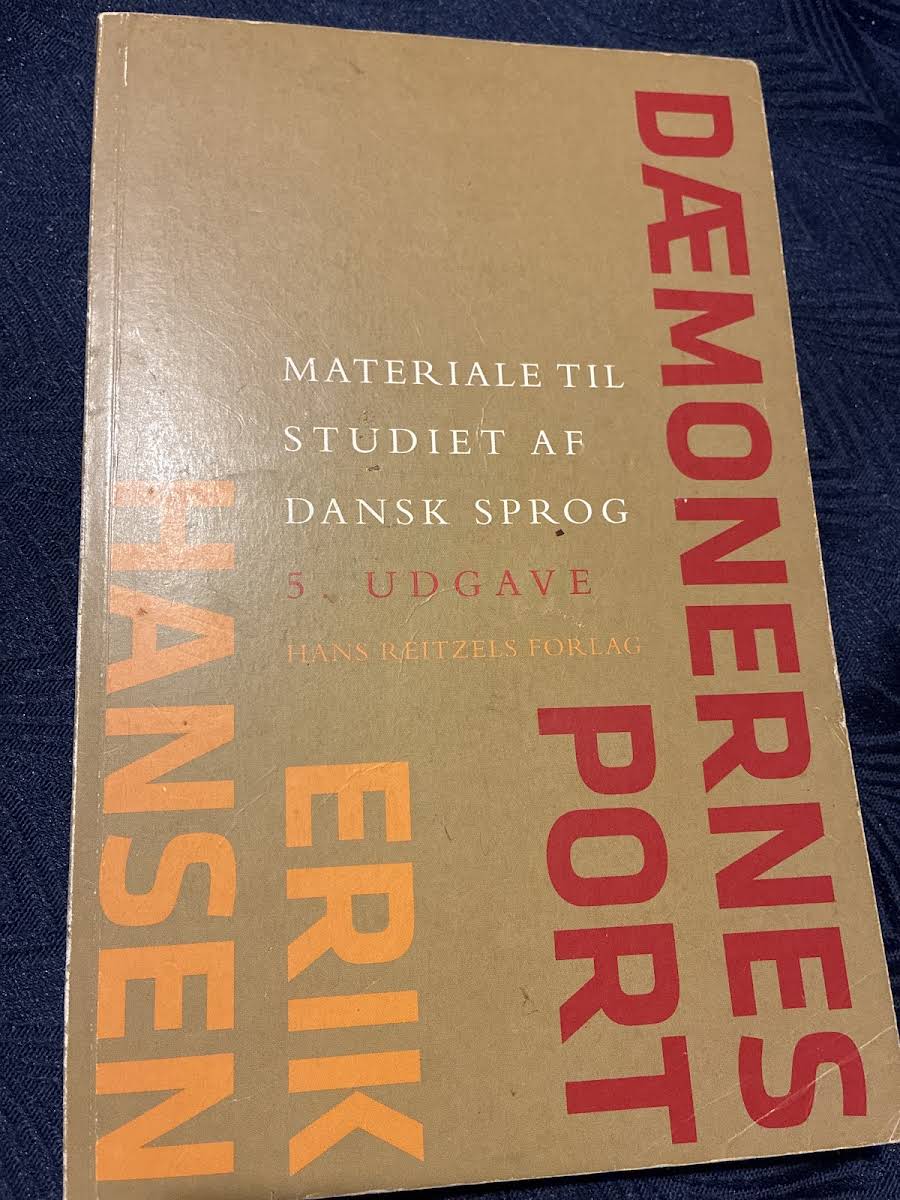 DÆMONERNES
PORT
MATERIALE TIL
STUDIET AF
DANSK SPROG
5. UDGAVE
HANS REITZELS FORLAG
ERIK
HANSEN